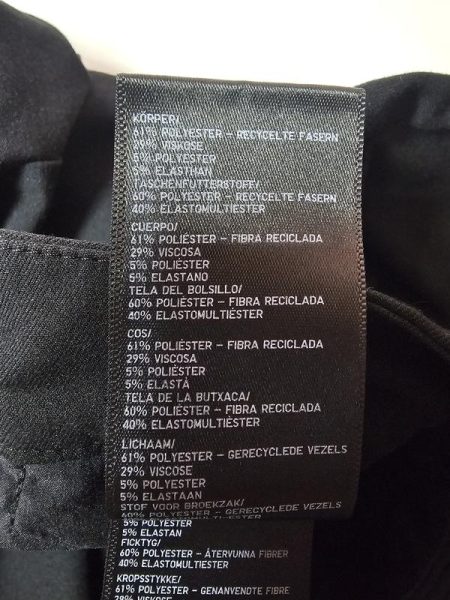 KÖRPER/
61% POLYESTER – RECYCELTE FASERN
29% VISKOSE
5% POLYESTER
5% ELASTHAN
TASCHENFUTTERSTOFF/
60% POLYESTER – RECYCELTE FASERN
40% ELASTOMULTIESTER
CUERPO/
61% POLIÉSTER – FIBRA RECICLADA
29% VISCOSA
5% POLIÉSTER
5% ELASTANO
TELA DEL BOLSILLO/
60% POLIÉSTER – FIBRA RECICLADA
40% ELASTOMULTIÉSTER
COS/
61% POLIÈSTER – FIBRA RECICLADA
29% VISCOSA
5% POLIÈSTER
5% ELASTÀ
TELA DE LA BUTXACA/
60% POLIÈSTER – FIBRA RECICLADA
40% ELASTOMULTIÈSTER
LICHAAM/
61% POLYESTER – GERECYCLEDE VEZELS
29% VISCOSE
5% POLYESTER
5% ELASTAAN
STOF VOOR BROEKZAK/
60% POLYESTER – GERECYCLEDE VEZELS
5% POLYESTER
5% ELASTAN
FICKTYG/
60% POLYESTER – ÅTERVUNNA FIBRER
40% ELASTOMULTIESTER
KROPSSTYKKE/
61% POLYESTER – GENANVENDTE FIBRE
29% VISCOSE